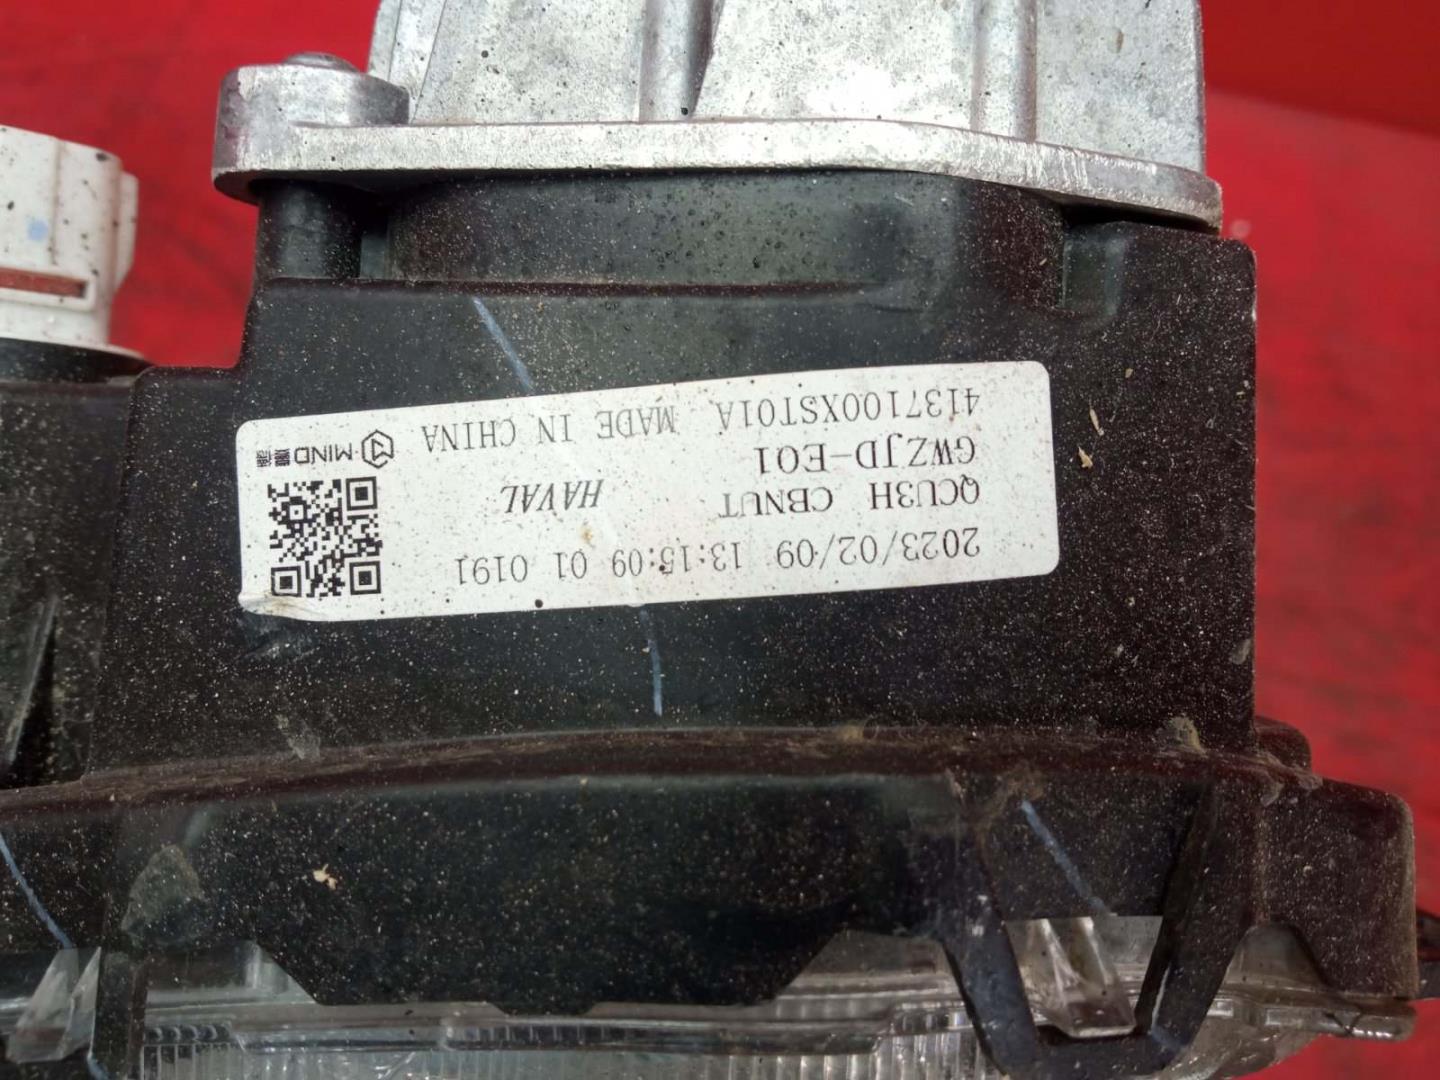 2023/02/09 13:15:09 01 0191
QCU3H CBNUT HAVAL
GWZJD-E01
4137100XST01A MADE IN CHINA
MIND